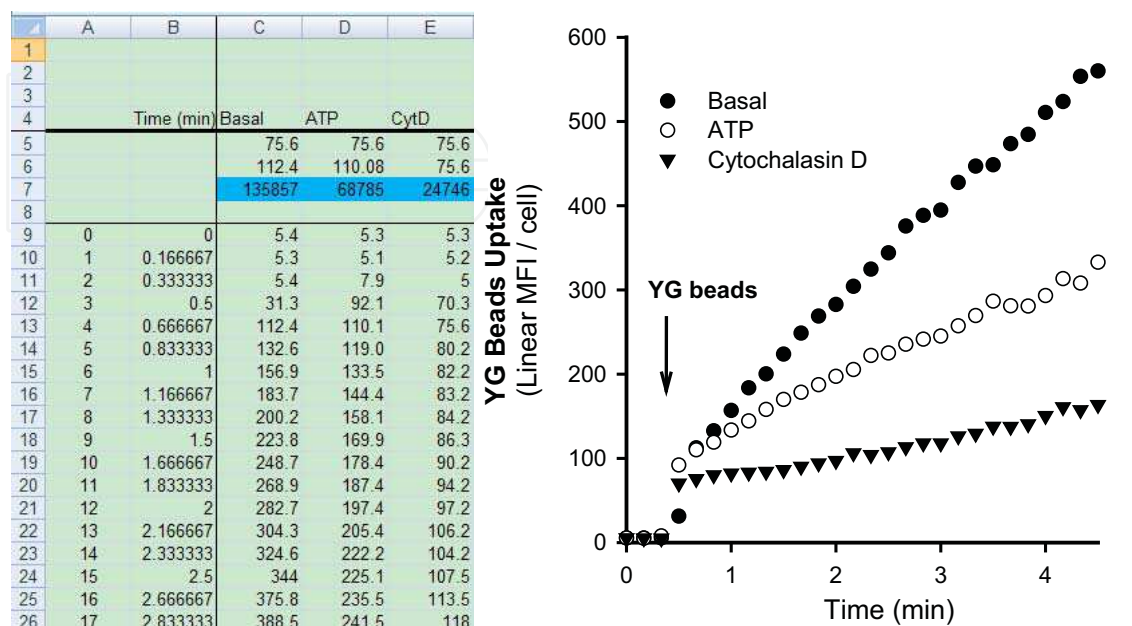 A B C D E
1
2
3
4 Time (min) Basal ATP CytD
5 75.6 75.6 75.6
6 112.4 110.08 75.6
7 135857 68785 24746
8
9 0 0 5.4 5.3 5.3
10 1 0.166667 5.3 5.1 5.2
11 2 0.333333 5.4 7.9 5
12 3 0.5 31.3 92.1 70.3
13 4 0.666667 112.4 110.1 75.6
14 5 0.833333 132.6 119.0 80.2
15 6 1 156.9 133.5 82.2
16 7 1.166667 183.7 144.4 83.2
17 8 1.333333 200.2 158.1 84.2
18 9 1.5 223.8 169.9 86.3
19 10 1.666667 248.7 178.4 90.2
20 11 1.833333 268.9 187.4 94.2
21 12 2 282.7 197.4 97.2
22 13 2.166667 304.3 205.4 106.2
23 14 2.333333 324.6 222.2 104.2
24 15 2.5 344 225.1 107.5
25 16 2.666667 375.8 235.5 113.5
26 17 2.833333 388.5 241.5 118
YG Beads Uptake
(Linear MFI / cell)
600
500
400
300
200
100
0
Basal
ATP
Cytochalasin D
YG beads
0 1 2 3 4
Time (min)